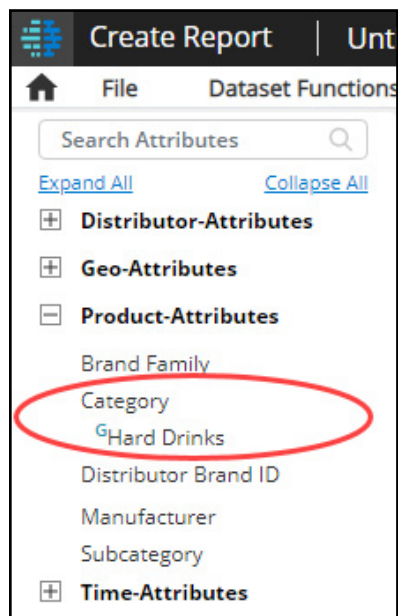 Create Report | Unt
File Dataset Functions
Search Attributes
Expand All Collapse All
Distributor-Attributes
Geo-Attributes
Product-Attributes
Brand Family
Category
GHard Drinks
Distributor Brand ID
Manufacturer
Subcategory
Time-Attributes